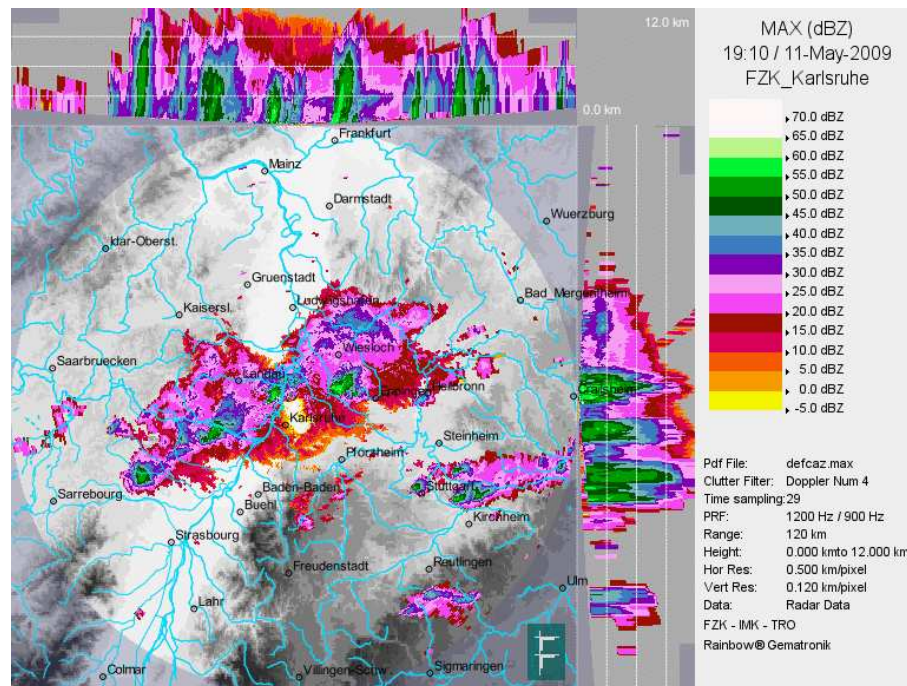 12.0 km
0.0 km
MAX (dBZ)
19:10 / 11-May-2009
FZK_Karlsruhe
70.0 dBZ
65.0 dBZ
60.0 dBZ
55.0 dBZ
50.0 dBZ
45.0 dBZ
40.0 dBZ
35.0 dBZ
30.0 dBZ
25.0 dBZ
20.0 dBZ
15.0 dBZ
10.0 dBZ
5.0 dBZ
0.0 dBZ
-5.0 dBZ
Pdf File: defcaz.max
Clutter Filter: Doppler Num 4
Time sampling:29
PRF: 1200 Hz / 900 Hz
Range: 120 km
Height: 0.000 kmto 12.000 km
Hor Res: 0.500 km/pixel
Vert Res: 0.120 km/pixel
Data: Radar Data
FZK - IMK - TRO
Rainbow® Gematronik
Frankfurt
Mainz
Darmstadt
Wuerzburg
Idar-Oberst.
Gruenstadt
Bad_Mergentheim
Kaisersl.
Ludwigshafen
Wiesloch
Saarbruecken
Landau
Eppingen
Heilbronn
Crailsheim
Karlsruhe
Steinheim
Pforzheim
Sarrebourg
Baden-Baden
Stuttgart
Buehl
Kirchheim
Strasbourg
Freudenstadt
Reutlingen
Ulm
Lahr
Colmar
Villingen-Schw.
Sigmaringen